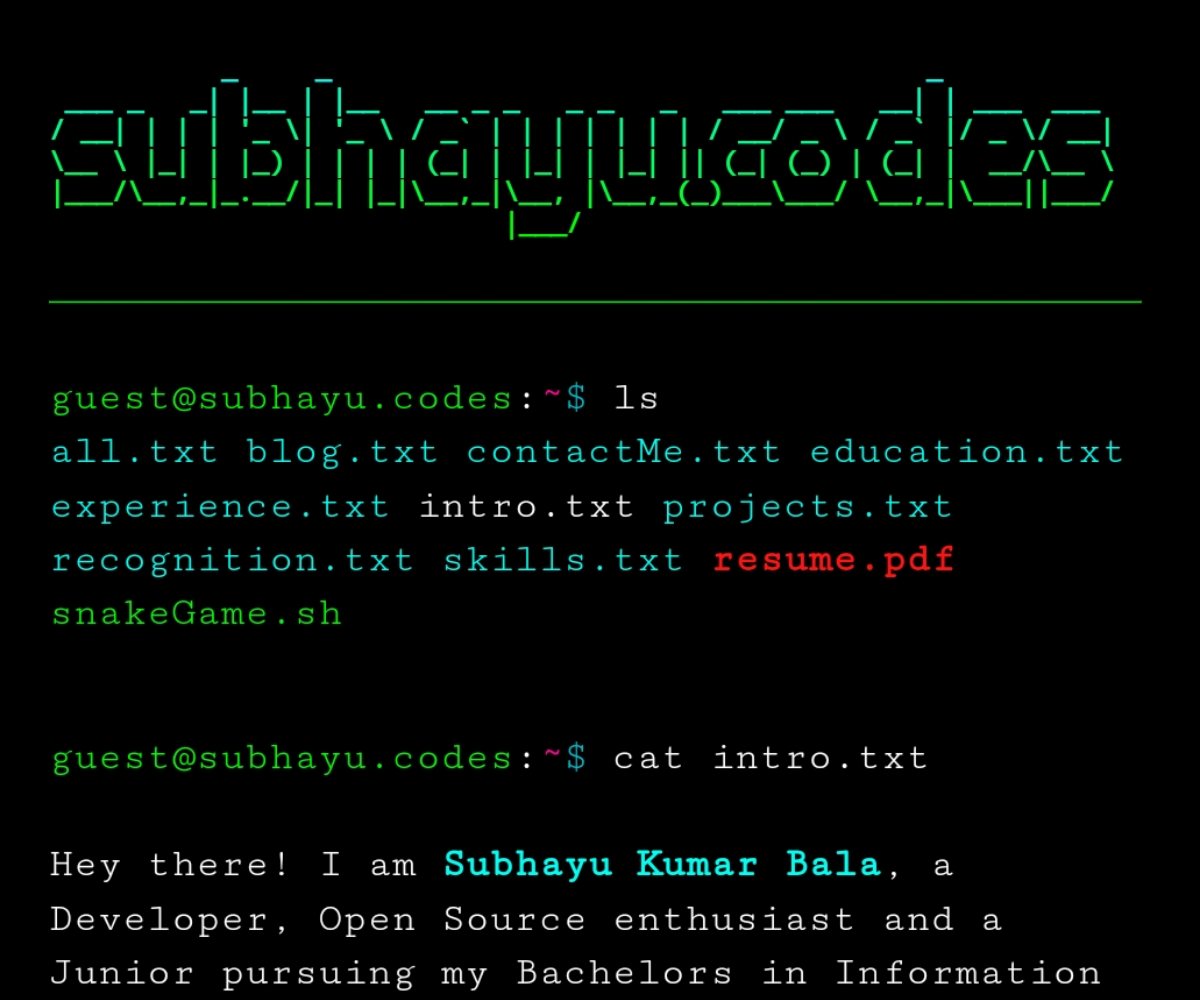 subhayu.codes
guest@subhayu.codes:~$ ls
all.txt blog.txt contactMe.txt education.txt
experience.txt intro.txt projects.txt
recognition.txt skills.txt resume.pdf
snakeGame.sh
guest@subhayu.codes:~$ cat intro.txt
Hey there! I am Subhayu Kumar Bala, a
Developer, Open Source enthusiast and a
Junior pursuing my Bachelors in Information